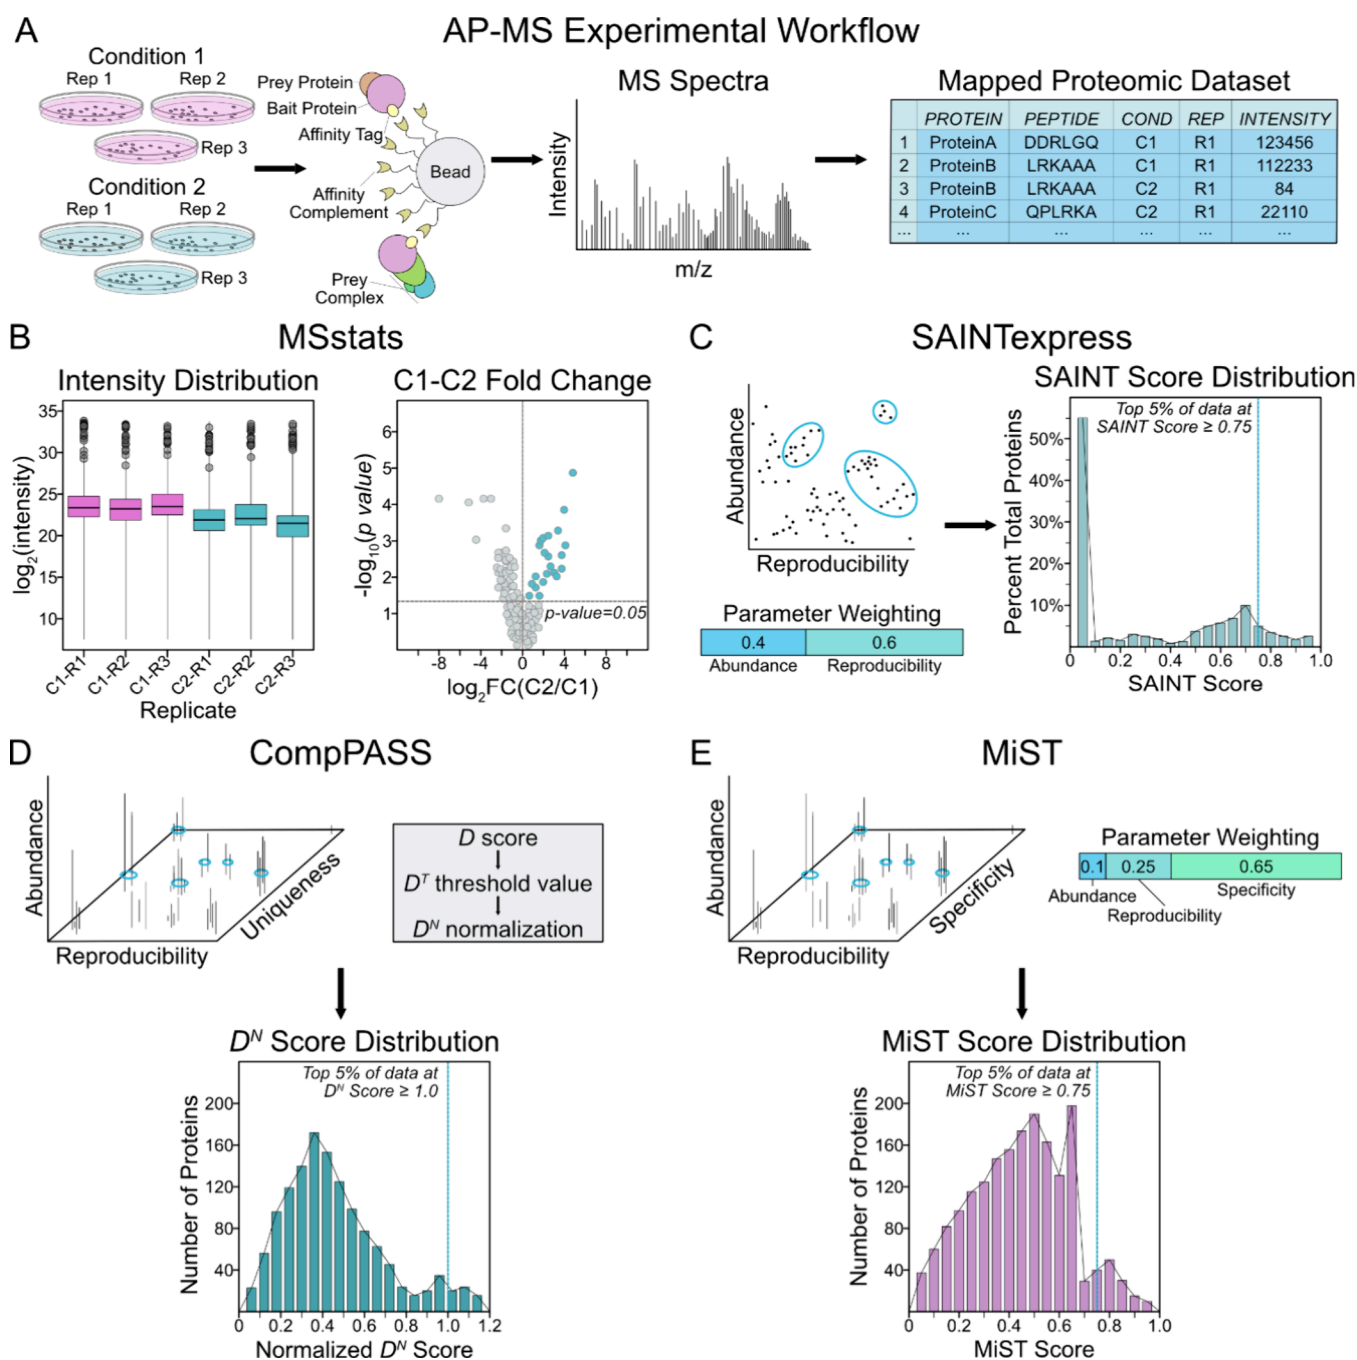 A
AP-MS Experimental Workflow
Condition 1
Rep 1
Rep 2
Rep 3
Condition 2
Rep 1
Rep 2
Rep 3
Prey Protein
Bait Protein
Affinity Tag
Affinity
Complement
Bead
Prey
Complex
MS Spectra
Intensity
m/z
Mapped Proteomic Dataset
PROTEIN PEPTIDE COND REP INTENSITY
1 ProteinA DDRLGQ C1 R1 123456
2 ProteinB LRKAAA C1 R1 112233
3 ProteinB LRKAAA C2 R1 84
4 ProteinC QPLRKA C2 R1 22110
... ... ... ... ... ...
B
MSstats
Intensity Distribution
log2(intensity)
35
30
25
20
15
10
C1-R1 C1-R2 C1-R3 C2-R1 C2-R2 C2-R3
Replicate
C1-C2 Fold Change
-log10(p value)
6
5
4
3
2
1
p-value=0.05
-8 -4 0 4 8
log2FC(C2/C1)
C
SAINTexpress
Abundance
Reproducibility
Parameter Weighting
0.4 0.6
Abundance Reproducibility
SAINT Score Distribution
Top 5% of data at
SAINT Score ≥ 0.75
Percent Total Proteins
50%
40%
30%
20%
10%
0 0.2 0.4 0.6 0.8 1.0
SAINT Score
D
CompPASS
Abundance
Uniqueness
Reproducibility
D score
Dᵀ threshold value
Dᴺ normalization
Dᴺ Score Distribution
Top 5% of data at
Dᴺ Score ≥ 1.0
Number of Proteins
200
160
120
80
40
0 0.2 0.4 0.6 0.8 1.0 1.2
Normalized Dᴺ Score
E
MiST
Abundance
Specificity
Reproducibility
Parameter Weighting
0.1 0.25 0.65
Abundance
Specificity
Reproducibility
MiST Score Distribution
Top 5% of data at
MiST Score ≥ 0.75
Number of Proteins
200
160
120
80
40
0 0.2 0.4 0.6 0.8 1.0
MiST Score